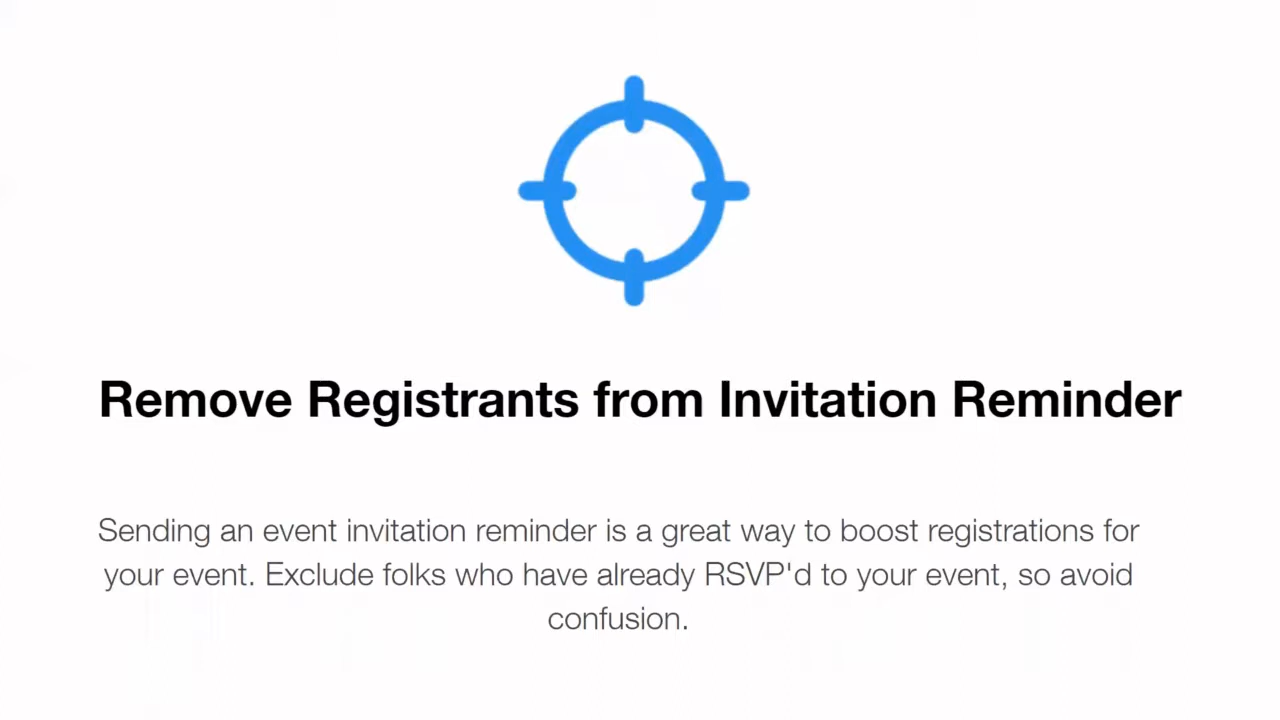 Remove Registrants from Invitation Reminder
Sending an event invitation reminder is a great way to boost registrations for
your event. Exclude folks who have already RSVP'd to your event, so avoid
confusion.